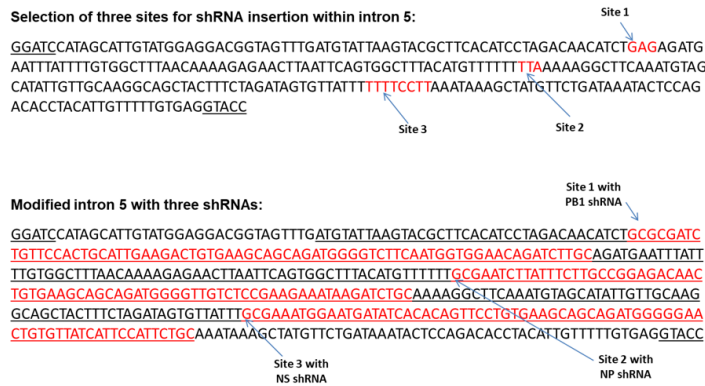 Selection of three sites for shRNA insertion within intron 5:
Site 1
GGATCCATAGCATTGTATGGAGGACGGTAGTTTGATGTATTAAGTACGCTTCACATCCTAGACAACATCTGAGAGATG
AATTTATTTTGTGGCTTTAACAAAAGAGAACTTAATTCAGTGGCTTTACATGTTTTTTTTAAAAAGGCTTCAAATGTAG
CATATTGTTGCAAGGCAGCTACTTTCTAGATAGTGTTATTTTTTTCCTTAAATAAAGCTATGTTCTGATAAATACTCCAG
ACACCTACATTGTTTTTGTGAGGTACC
Site 3
Site 2
Modified intron 5 with three shRNAs:
Site 1 with
PB1 shRNA
GGATCCATAGCATTGTATGGAGGACGGTAGTTTGATGTATTAAGTACGCTTCACATCCTAGACAACATCTGCGCGATC
TGTTCCACTGCATTGAAGACTGTGAAGCAGCAGATGGGGTCTTCAATGGTGGAACAGATCTTGCAGATGAATTTATT
TTGTGGCTTTAACAAAAGAGAACTTAATTCAGTGGCTTTACATGTTTTTTGCGAATCTTATTTCTTGCCGGAGACAAC
TGTGAAGCAGCAGATGGGGTTGTCTCCGAAGAAATAAGATCTGCAAAAGGCTTCAAATGTAGCATATTGTTGCAAG
GCAGCTACTTTCTAGATAGTGTTATTTGCGAAATGGAATGATATCACACAGTTCCTGTGAAGCAGCAGATGGGGGAA
CTGTGTTATCATTCCATTCTGCAAATAAAGCTATGTTCTGATAAATACTCCAGACACCTACATTGTTTTTGTGAGGTACC
Site 3 with
NS shRNA
Site 2 with
NP shRNA